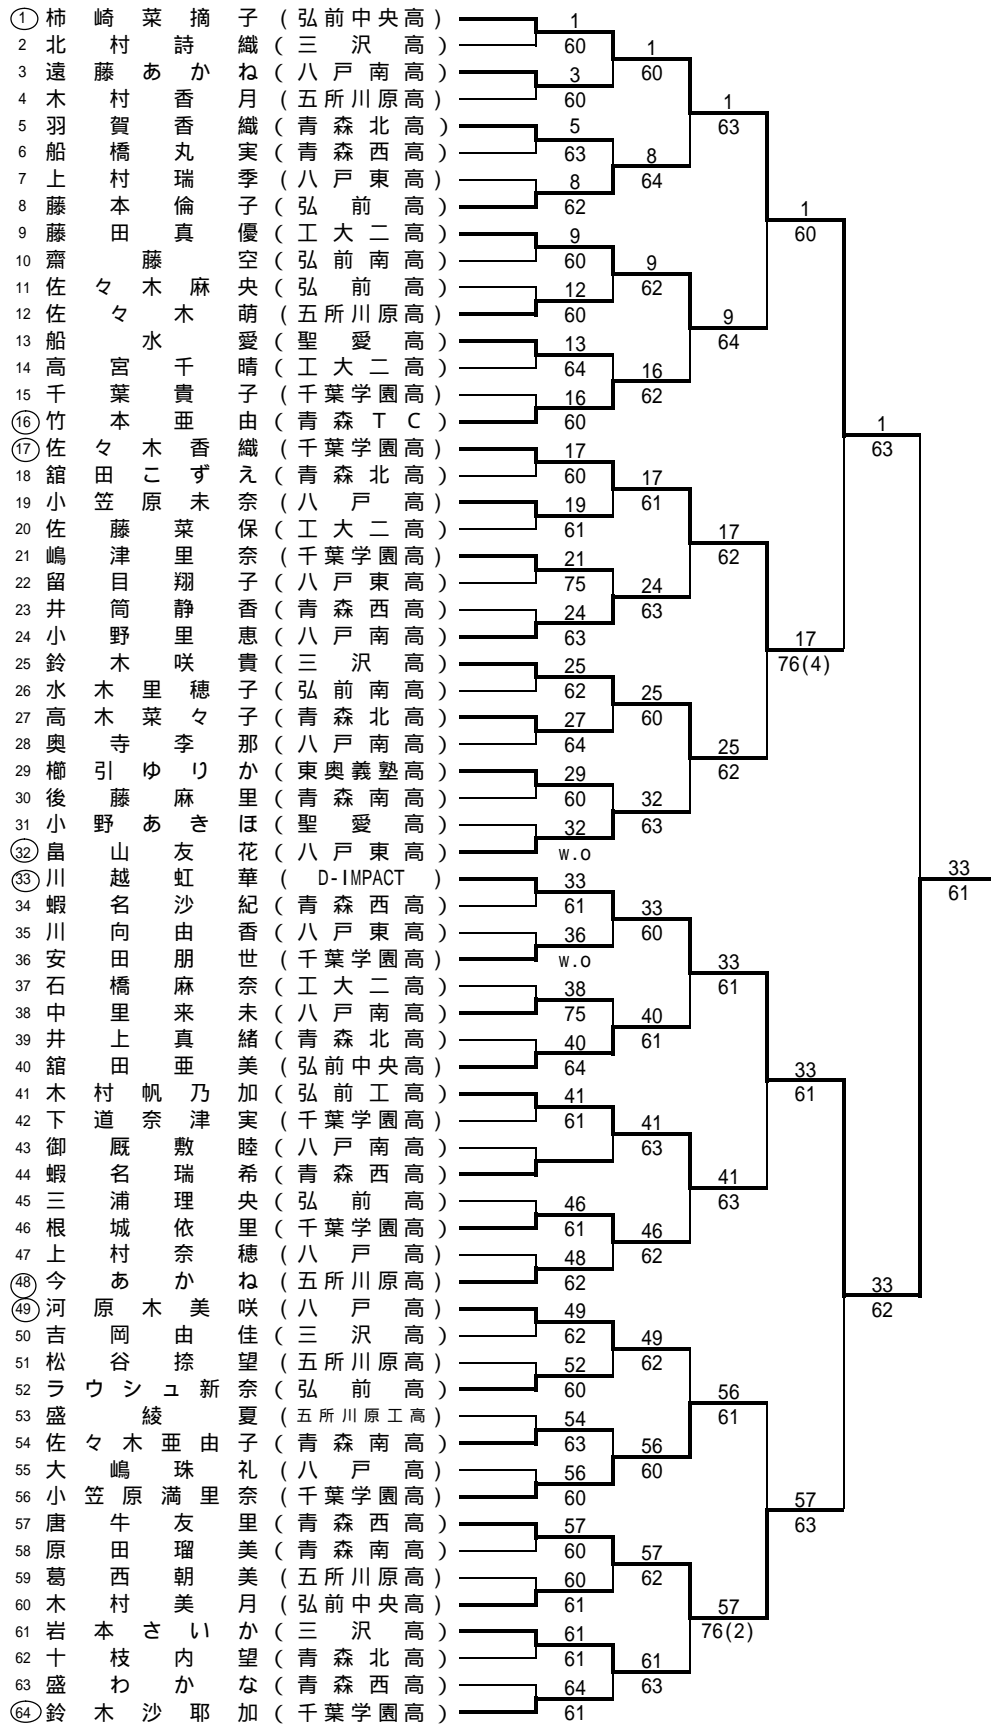 ① 柿崎菜摘子 (弘前中央高) 1
2 北村詩織 (三沢高) 60 1
3 遠藤あかね (八戸南高) 3 60
4 木村香月 (五所川原高) 60 1
5 羽賀香織 (青森北高) 5 63
6 船橋丸実 (青森西高) 63 8
7 上村瑞季 (八戸東高) 8 64
8 藤本倫子 (弘前高) 62 1
9 藤田真優 (工大二高) 9 60
10 齋藤空 (弘前南高) 60 9
11 佐々木麻央 (弘前高) 12 62
12 佐々木萌 (五所川原高) 60 9
13 船水愛 (聖愛高) 13 64
14 高宮千晴 (工大二高) 64 16
15 千葉貴子 (千葉学園高) 16 62
⑯ 竹本亜由 (青森TC) 60 1
⑰ 佐々木香織 (千葉学園高) 17 63
18 舘田こずえ (青森北高) 60 17
19 小笠原未奈 (八戸高) 19 61
20 佐藤菜保 (工大二高) 61 17
21 嶋津里奈 (千葉学園高) 21 62
22 留目翔子 (八戸東高) 75 24
23 井筒静香 (青森西高) 24 63
24 小野里恵 (八戸南高) 63 17
25 鈴木咲貴 (三沢高) 25 76(4)
26 水木里穂子 (弘前南高) 62 25
27 高木菜々子 (青森北高) 27 60
28 奥寺李那 (八戸南高) 64 25
29 櫛引ゆりか (東奥義塾高) 29 62
30 後藤麻里 (青森南高) 60 32
31 小野あきほ (聖愛高) 32 63
㉜ 畠山友花 (八戸東高) w.o 33
㉝ 川越虹華 (D-IMPACT) 33 61
34 蝦名沙紀 (青森西高) 61 33
35 川向由香 (八戸東高) 36 60
36 安田朋世 (千葉学園高) w.o 33
37 石橋麻奈 (工大二高) 38 61
38 中里来未 (八戸南高) 75 40
39 井上真緒 (青森北高) 40 61
40 舘田亜美 (弘前中央高) 64 33
41 木村帆乃加 (弘前工高) 41 61
42 下道奈津実 (千葉学園高) 61 41
43 御厩敷睦 (八戸南高) 63
44 蝦名瑞希 (青森西高) 41
45 三浦理央 (弘前高) 46 63
46 根城依里 (千葉学園高) 61 46
47 上村奈穂 (八戸高) 48 62
㊽ 今あかね (五所川原高) 62 33
㊾ 河原木美咲 (八戸高) 49 62
50 吉岡由佳 (三沢高) 62 49
51 松谷捺望 (五所川原高) 52 62
52 ラウシュ新奈 (弘前高) 60 56
53 盛綾夏 (五所川原工高) 54 61
54 佐々木亜由子 (青森南高) 63 56
55 大嶋珠礼 (八戸高) 56 60
56 小笠原満里奈 (千葉学園高) 60 57
57 唐牛友里 (青森西高) 57 63
58 原田瑠美 (青森南高) 60 57
59 葛西朝美 (五所川原高) 60 62
60 木村美月 (弘前中央高) 61 57
61 岩本さいか (三沢高) 61 76(2)
62 十枝内望 (青森北高) 61 61
63 盛わかな (青森西高) 64 63
64 鈴木沙耶加 (千葉学園高) 61